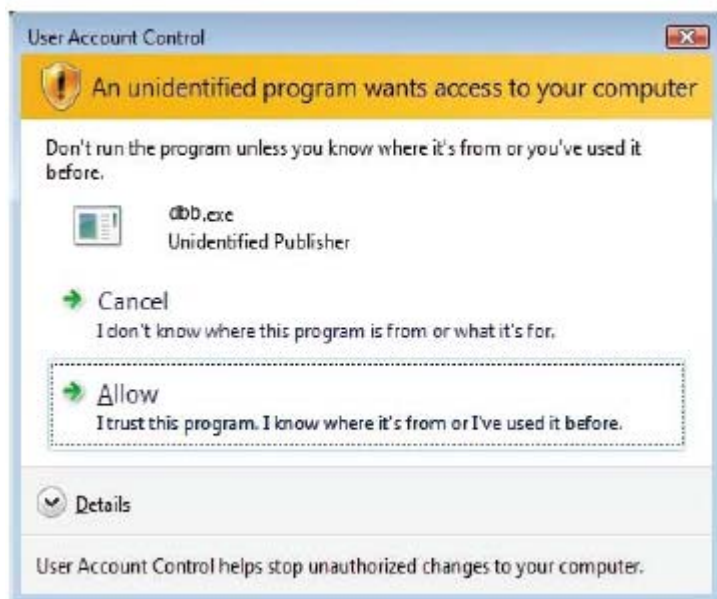 User Account Control
An unidentified program wants access to your computer
Don't run the program unless you know where it's from or you've used it
before.
dbb.exe
Unidentified Publisher
Cancel
I don't know where this program is from or what it's for.
Allow
I trust this program. I know where it's from or I've used it before.
Details
User Account Control helps stop unauthorized changes to your computer.